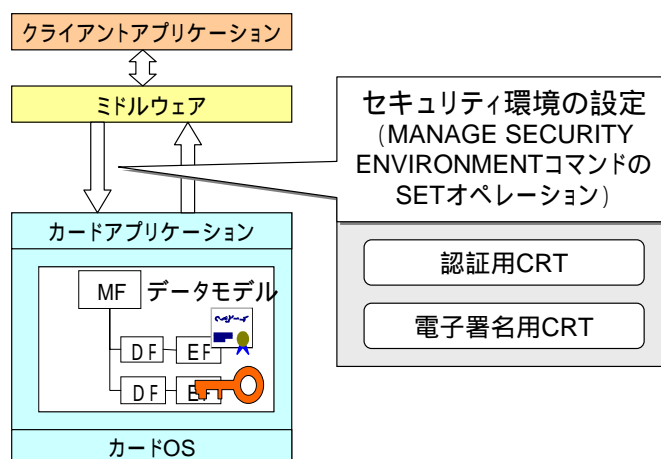 クライアントアプリケーション
ミドルウェア
セキュリティ環境の設定
(MANAGE SECURITY
ENVIRONMENTコマンドの
SETオペレーション)
認証用CRT
電子署名用CRT
カードアプリケーション
MF データモデル
DF EF
DF EF
カードOS